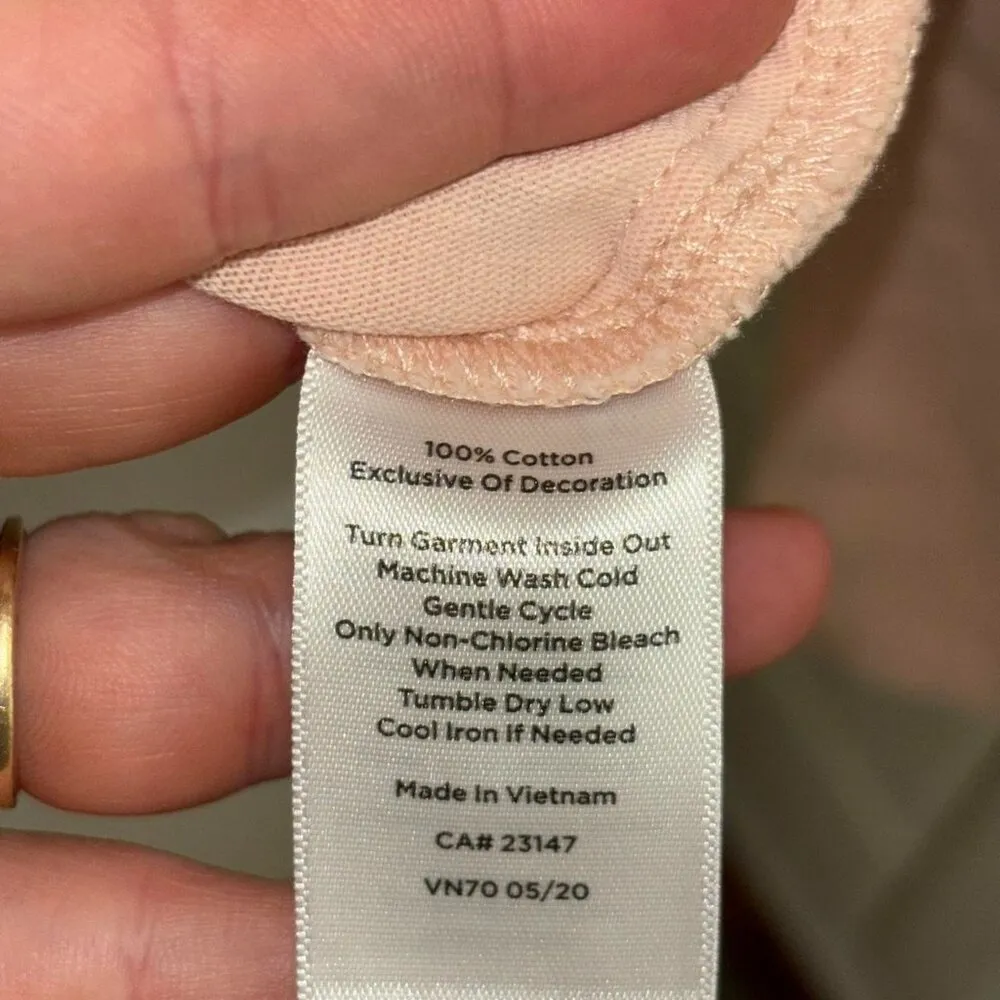 100% Cotton
Exclusive Of Decoration
Turn Garment Inside Out
Machine Wash Cold
Gentle Cycle
Only Non-Chlorine Bleach
When Needed
Tumble Dry Low
Cool Iron If Needed
Made In Vietnam
CA# 23147
VN70 05/20